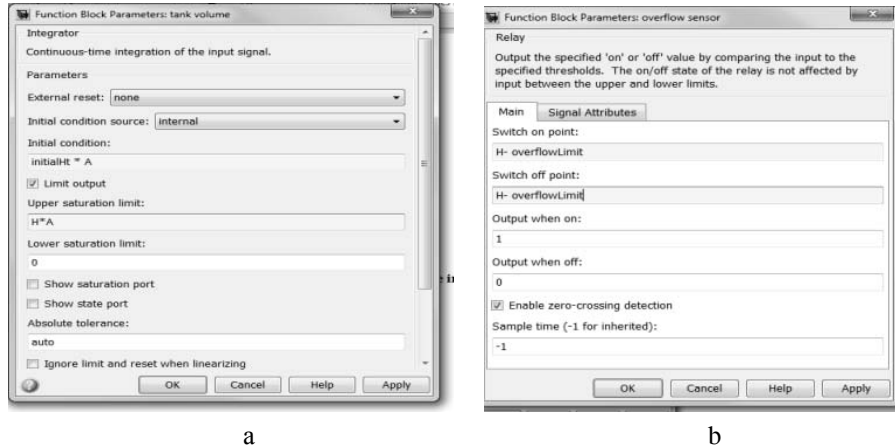 Function Block Parameters: tank volume
Integrator
Continuous-time integration of the input signal.
Parameters
External reset: none
Initial condition source: internal
Initial condition:
initialHt * A
Limit output
Upper saturation limit:
H*A
Lower saturation limit:
0
Show saturation port
Show state port
Absolute tolerance:
auto
Ignore limit and reset when linearizing
OK Cancel Help Apply
a
Function Block Parameters: overflow sensor
Relay
Output the specified 'on' or 'off' value by comparing the input to the
specified thresholds. The on/off state of the relay is not affected by
input between the upper and lower limits.
Main Signal Attributes
Switch on point:
H- overflowLimit
Switch off point:
H- overflowLimit
Output when on:
1
Output when off:
0
Enable zero-crossing detection
Sample time (-1 for inherited):
-1
OK Cancel Help Apply
b